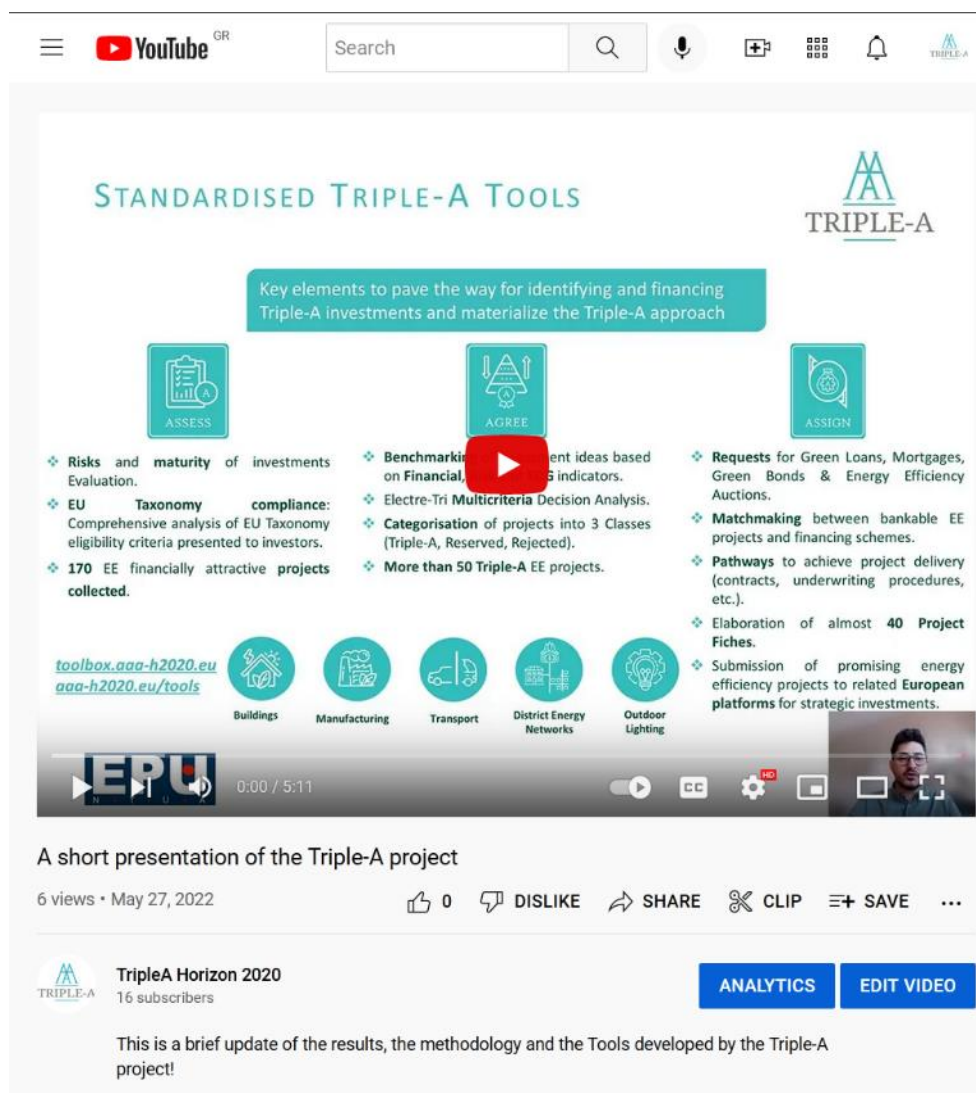 YouTube GR
Search
TRIPLE-A
STANDARDISED TRIPLE-A TOOLS
TRIPLE-A
Key elements to pave the way for identifying and financing
Triple-A investments and materialize the Triple-A approach
ASSESS
❖ Risks and maturity of investments
Evaluation.
❖ EU Taxonomy compliance:
Comprehensive analysis of EU Taxonomy
eligibility criteria presented to investors.
❖ 170 EE financially attractive projects
collected.
AGREE
❖ Benchmarking ent ideas based
on Financial, indicators.
❖ Electre-Tri Multicriteria Decision Analysis.
❖ Categorisation of projects into 3 Classes
(Triple-A, Reserved, Rejected).
❖ More than 50 Triple-A EE projects.
ASSIGN
❖ Requests for Green Loans, Mortgages,
Green Bonds & Energy Efficiency
Auctions.
❖ Matchmaking between bankable EE
projects and financing schemes.
❖ Pathways to achieve project delivery
(contracts, underwriting procedures,
etc.).
❖ Elaboration of almost 40 Project
Fiches.
❖ Submission of promising energy
efficiency projects to related European
platforms for strategic investments.
toolbox.aaa-h2020.eu
aaa-h2020.eu/tools
Buildings
Manufacturing
Transport
District Energy
Networks
Outdoor
Lighting
EPU
0:00 / 5:11
CC
HD
A short presentation of the Triple-A project
6 views • May 27, 2022
0 DISLIKE SHARE CLIP SAVE ...
TRIPLE-A
TripleA Horizon 2020
16 subscribers
ANALYTICS
EDIT VIDEO
This is a brief update of the results, the methodology and the Tools developed by the Triple-A
project!